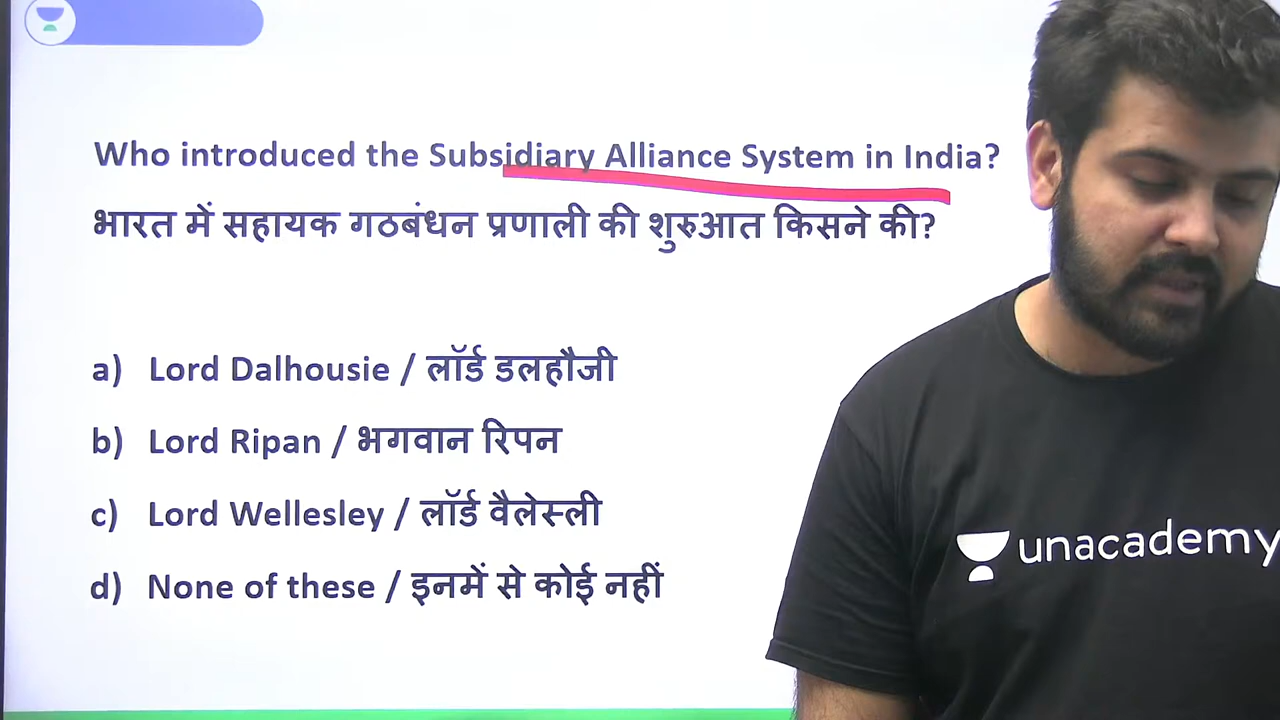 Who introduced the Subsidiary Alliance System in India?
भारत में सहायक गठबंधन प्रणाली की शुरुआत किसने की?
a) Lord Dalhousie / लॉर्ड डलहौजी
b) Lord Ripan / भगवान रिपन
c) Lord Wellesley / लॉर्ड वैलेस्ली
d) None of these / इनमें से कोई नहीं
unacademy